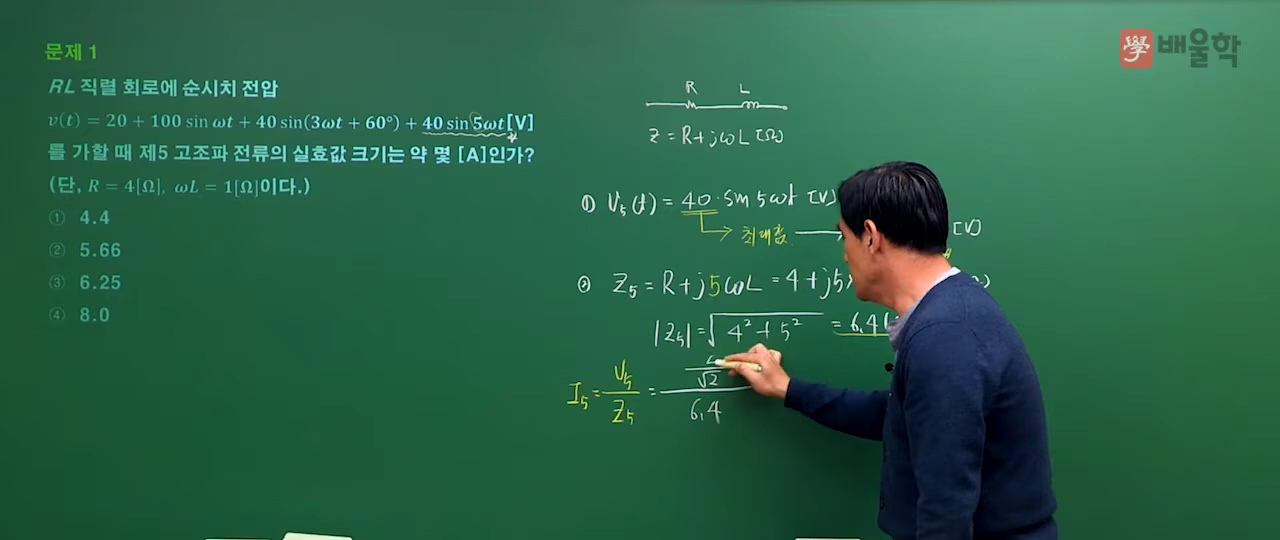 문제 1
學 배울학
RL 직렬 회로에 순시치 전압
v(t) = 20 + 100 sin ωt + 40 sin(3ωt + 60°) + 40 sin 5ωt[V]
를 가할 때 제5 고조파 전류의 실효값 크기는 약 몇 [A]인가?
(단, R = 4[Ω], ωL = 1[Ω]이다.)
① 4.4
② 5.66
③ 6.25
④ 8.0
R L
Z = R + jωL [Ω]
① V₅(t) = 40 · sin 5ωt [V]
최대값 [V]
② Z₅ = R + j5ωL = 4 + j5
|Z₅| = √4² + 5² = 6.4
I₅ = V₅/Z₅ = /√2/6.4